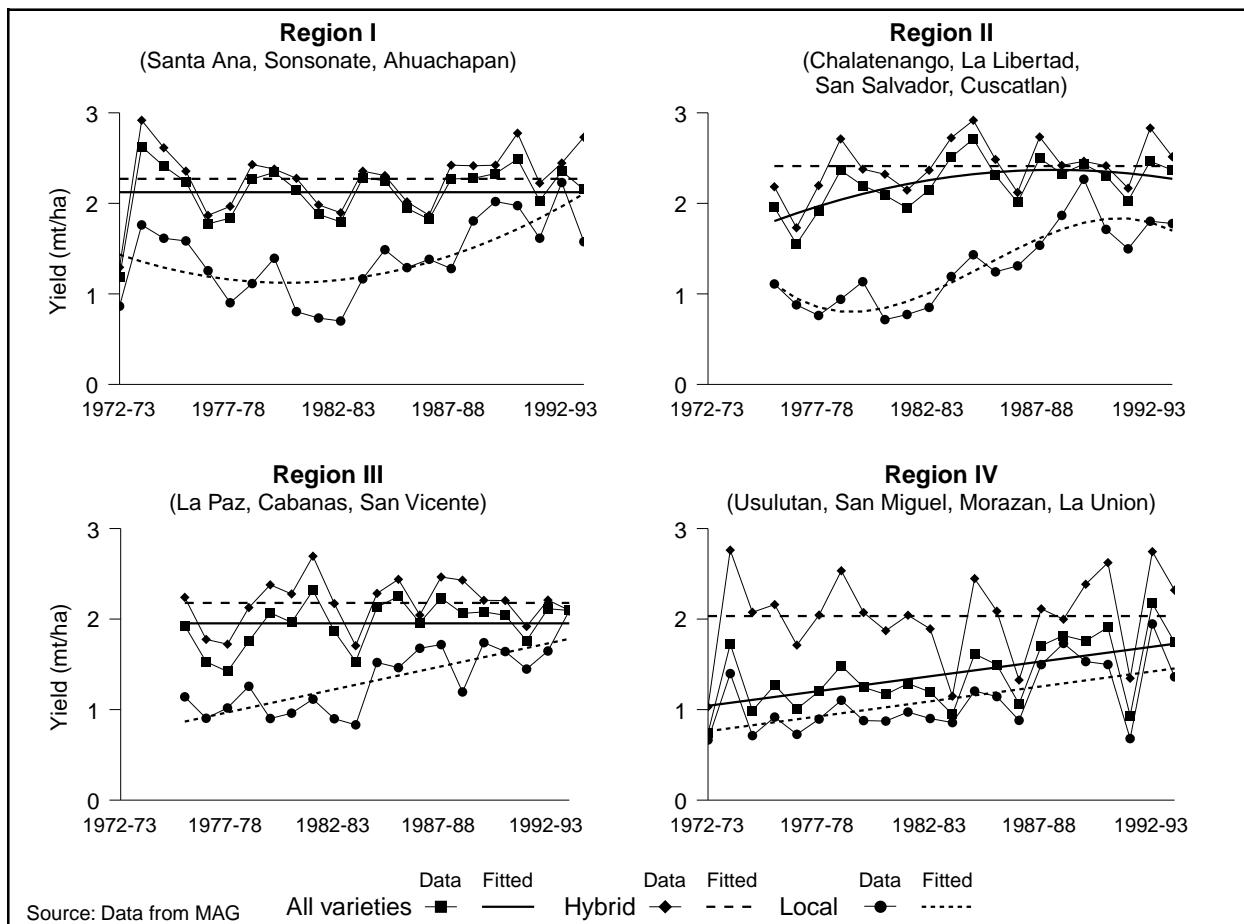 Region I
(Santa Ana, Sonsonate, Ahuachapan)
Yield (mt/ha)
3
2
1
0
1972-73 1977-78 1982-83 1987-88 1992-93
Region II
(Chalatenango, La Libertad,
San Salvador, Cuscatlan)
3
2
1
0
1972-73 1977-78 1982-83 1987-88 1992-93
Region III
(La Paz, Cabanas, San Vicente)
Yield (mt/ha)
3
2
1
0
1972-73 1977-78 1982-83 1987-88 1992-93
Region IV
(Usulutan, San Miguel, Morazan, La Union)
3
2
1
0
1972-73 1977-78 1982-83 1987-88 1992-93
Data Fitted Data Fitted Data Fitted
All varieties Hybrid Local
Source: Data from MAG